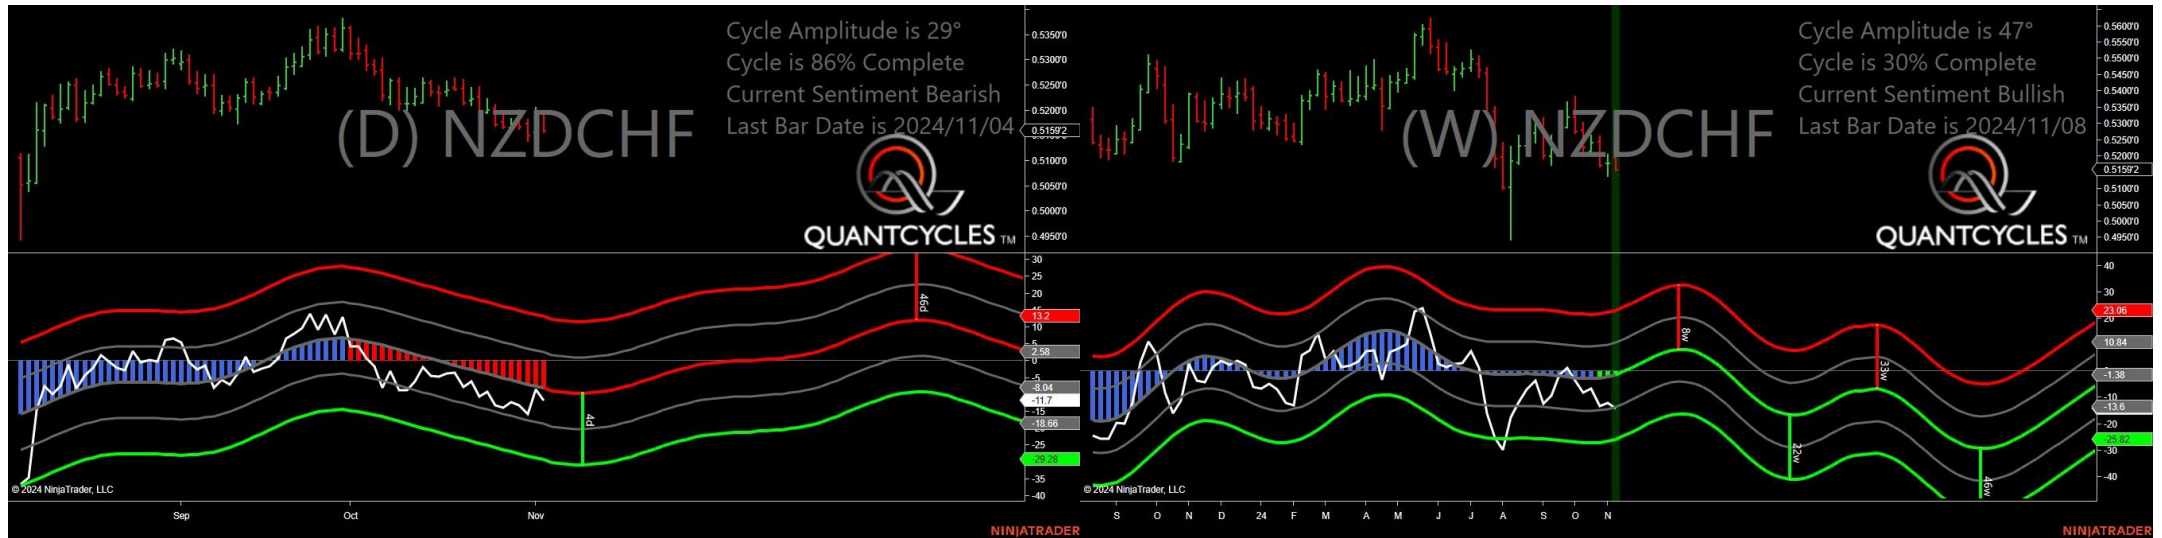 Cycle Amplitude is 29°
Cycle is 86% Complete
Current Sentiment Bearish
Last Bar Date is 2024/11/04
(D) NZDCHF
QUANTCYCLES TM
0.5350'0
0.5300'0
0.5250'0
0.5200'0
0.5159'2
0.5100'0
0.5050'0
0.5000'0
0.4950'0
30
25
20
13.2
10
5
2.58
0
-5
-8.04
-11.7
-15
-18.66
-25
-29.28
-35
-40
46d
4d
© 2024 NinjaTrader, LLC
Sep Oct Nov
NINJATRADER
Cycle Amplitude is 47°
Cycle is 30% Complete
Current Sentiment Bullish
Last Bar Date is 2024/11/08
(W) NZDCHF
QUANTCYCLES TM
0.5600'0
0.5550'0
0.5500'0
0.5450'0
0.5400'0
0.5350'0
0.5300'0
0.5250'0
0.5200'0
0.5159'2
0.5100'0
0.5050'0
0.5000'0
0.4950'0
40
30
23.06
20
10.84
-1.38
-10
-13.6
-20
-25.82
-30
-40
8w
22w
33w
46w
© 2024 NinjaTrader, LLC
S O N D 24 F M A M J J A S O N
NINJATRADER